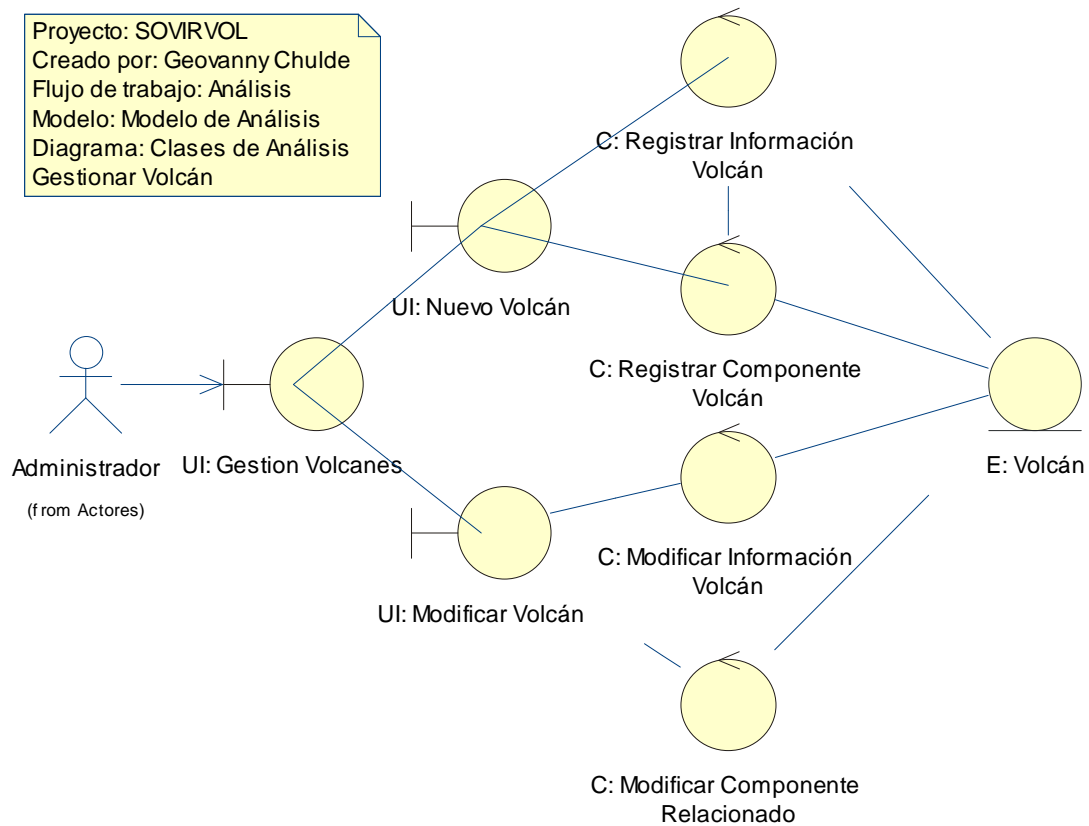 Proyecto: SOVIRVOL
Creado por: Geovanny Chulde
Flujo de trabajo: Análisis
Modelo: Modelo de Análisis
Diagrama: Clases de Análisis
Gestionar Volcán
C: Registrar Información
Volcán
UI: Nuevo Volcán
C: Registrar Componente
Volcán
Administrador
(from Actores)
UI: Gestion Volcanes
E: Volcán
C: Modificar Información
Volcán
UI: Modificar Volcán
C: Modificar Componente
Relacionado